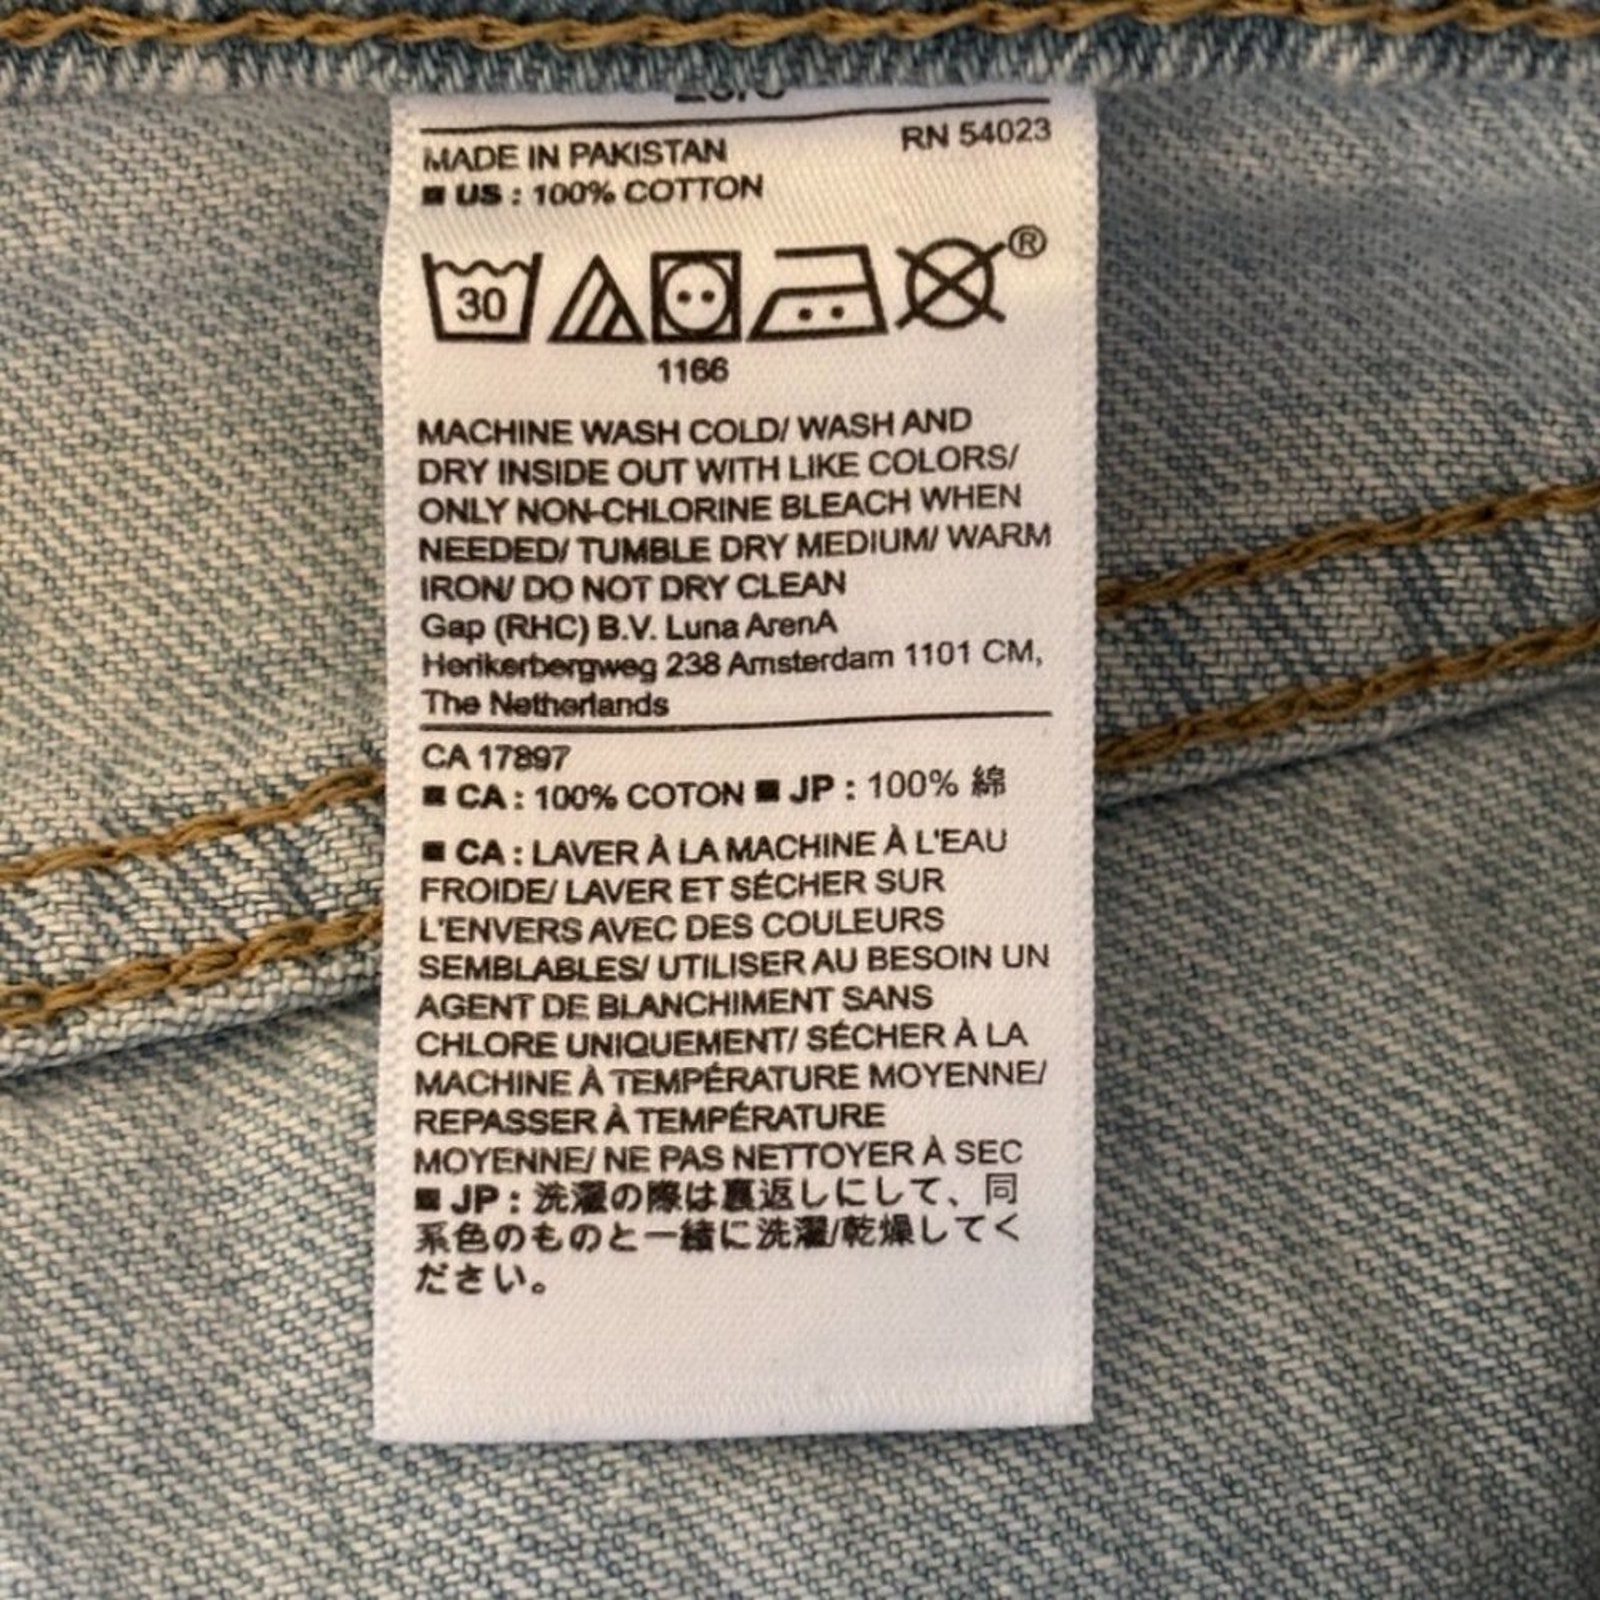 MADE IN PAKISTAN RN 54023
■ US : 100% COTTON
30 ®
1166
MACHINE WASH COLD/ WASH AND
DRY INSIDE OUT WITH LIKE COLORS/
ONLY NON-CHLORINE BLEACH WHEN
NEEDED/ TUMBLE DRY MEDIUM/ WARM
IRON/ DO NOT DRY CLEAN
Gap (RHC) B.V. Luna ArenA
Herikerbergweg 238 Amsterdam 1101 CM,
The Netherlands
CA 17897
■ CA : 100% COTON ■ JP : 100% 綿
■ CA : LAVER À LA MACHINE À L'EAU
FROIDE/ LAVER ET SÉCHER SUR
L'ENVERS AVEC DES COULEURS
SEMBLABLES/ UTILISER AU BESOIN UN
AGENT DE BLANCHIMENT SANS
CHLORE UNIQUEMENT/ SÉCHER À LA
MACHINE À TEMPÉRATURE MOYENNE/
REPASSER À TEMPÉRATURE
MOYENNE/ NE PAS NETTOYER À SEC
■ JP : 洗濯の際は裏返しにして、同
系色のものと一緒に洗濯/乾燥してく
ださい。